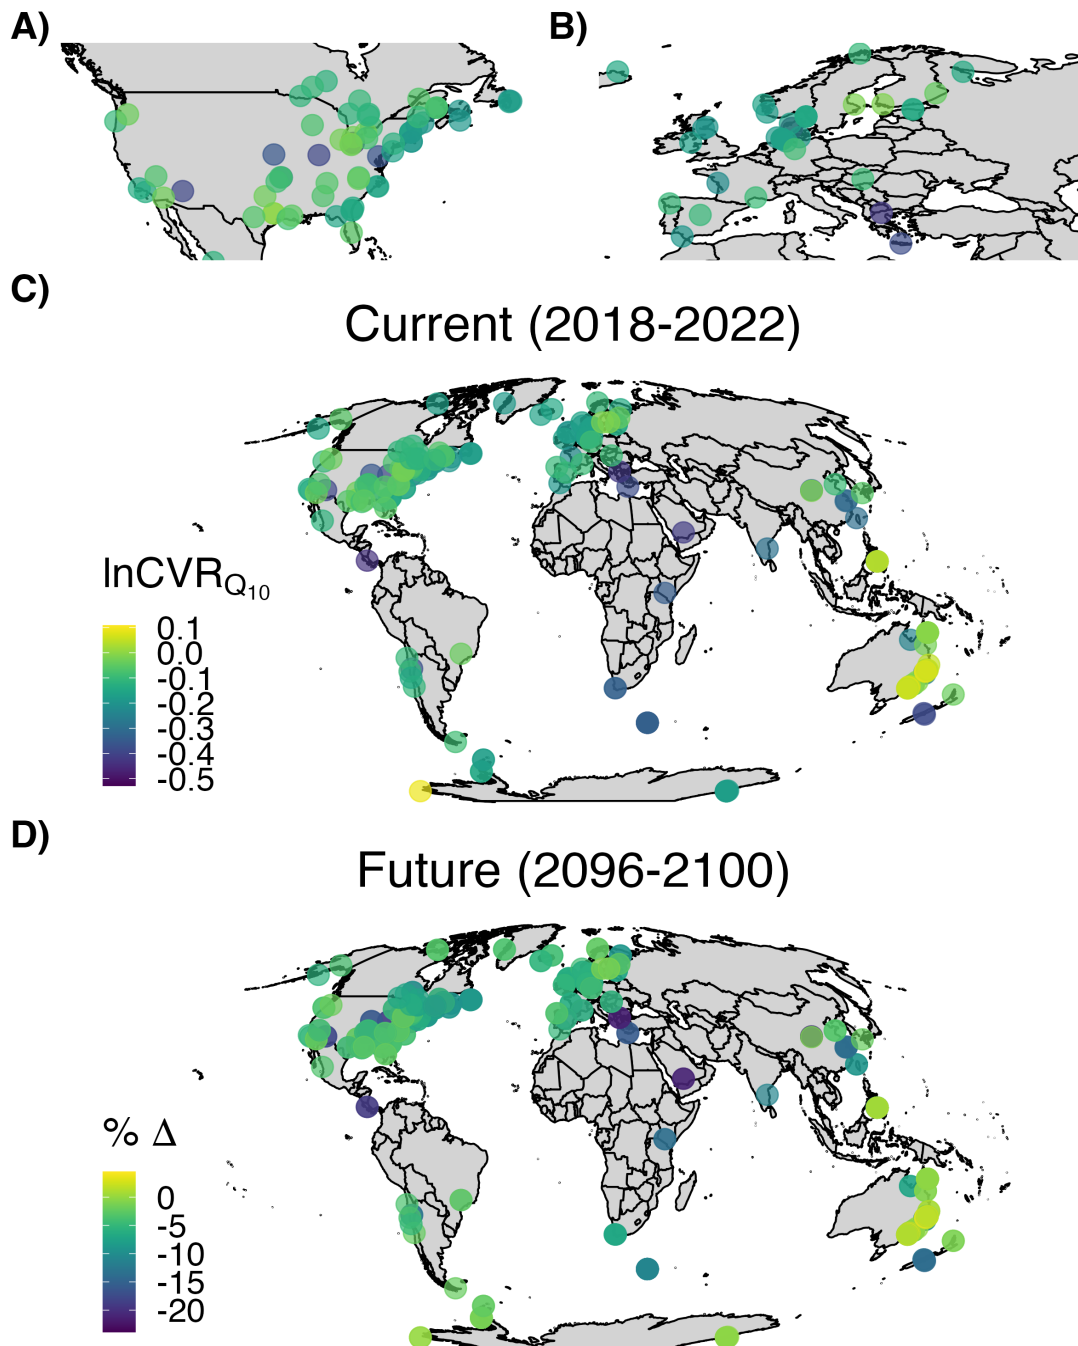 A)
B)
C)
Current (2018-2022)
lnCVRQ10
0.1
0.0
-0.1
-0.2
-0.3
-0.4
-0.5
D)
Future (2096-2100)
% Δ
0
-5
-10
-15
-20